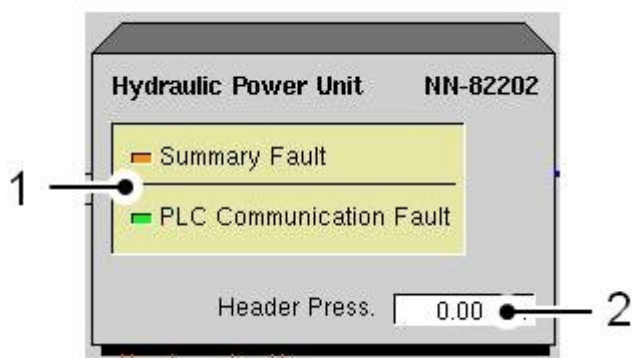 Hydraulic Power Unit NN-82202
Summary Fault
1
PLC Communication Fault
Header Press. 0.00 2